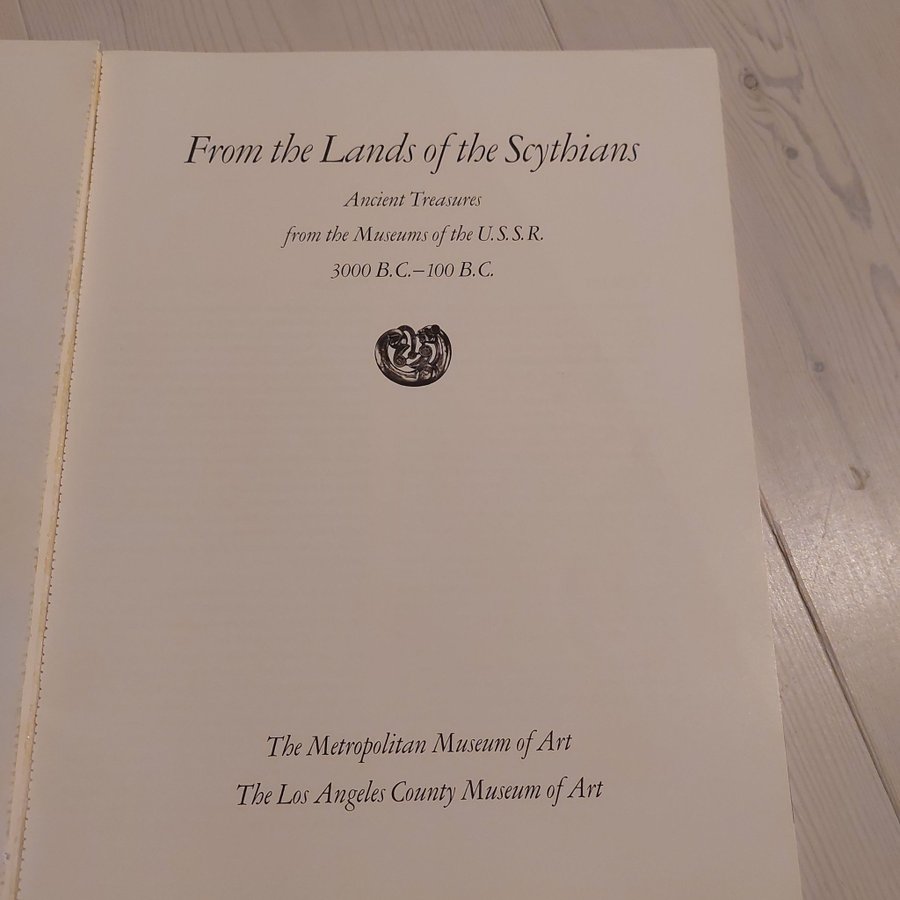 From the Lands of the Scythians
Ancient Treasures
from the Museums of the U.S.S.R.
3000 B.C.–100 B.C.
The Metropolitan Museum of Art
The Los Angeles County Museum of Art